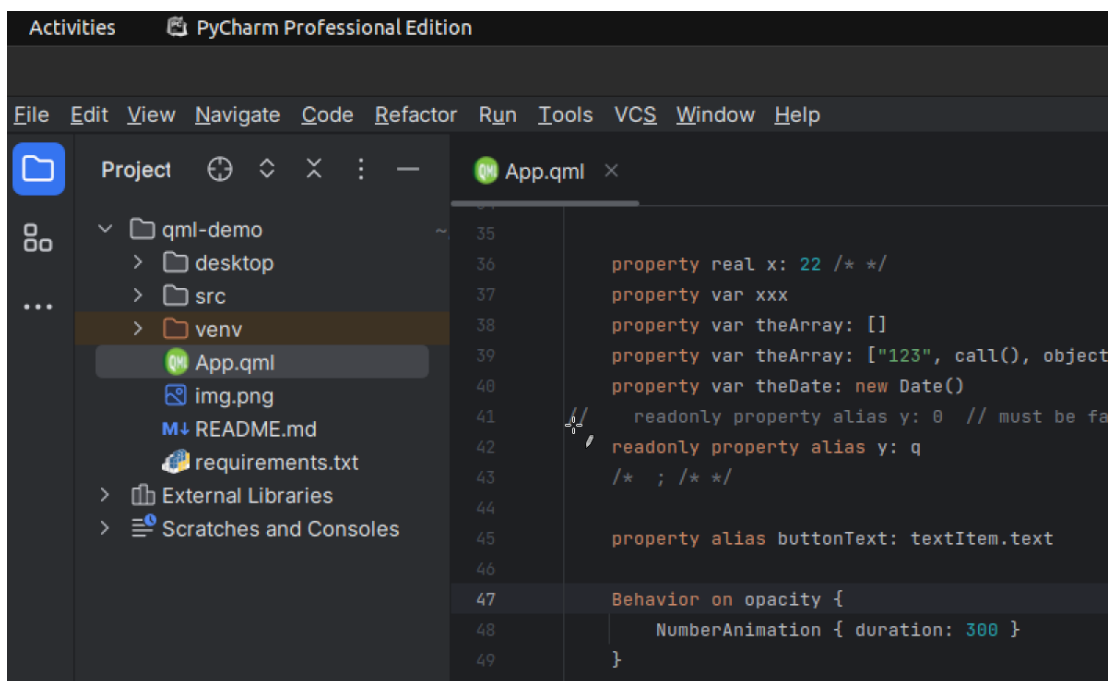 Activities PyCharm Professional Edition
File Edit View Navigate Code Refactor Run Tools VCS Window Help
Project
App.qml
qml-demo ~
desktop
src
venv
App.qml
img.png
README.md
requirements.txt
External Libraries
Scratches and Consoles
35
36 property real x: 22 /* */
37 property var xxx
38 property var theArray: []
39 property var theArray: ["123", call(), object
40 property var theDate: new Date()
41 // readonly property alias y: 0 // must be fa
42 readonly property alias y: q
43 /* ; /* */
44
45 property alias buttonText: textItem.text
46
47 Behavior on opacity {
48 NumberAnimation { duration: 300 }
49 }